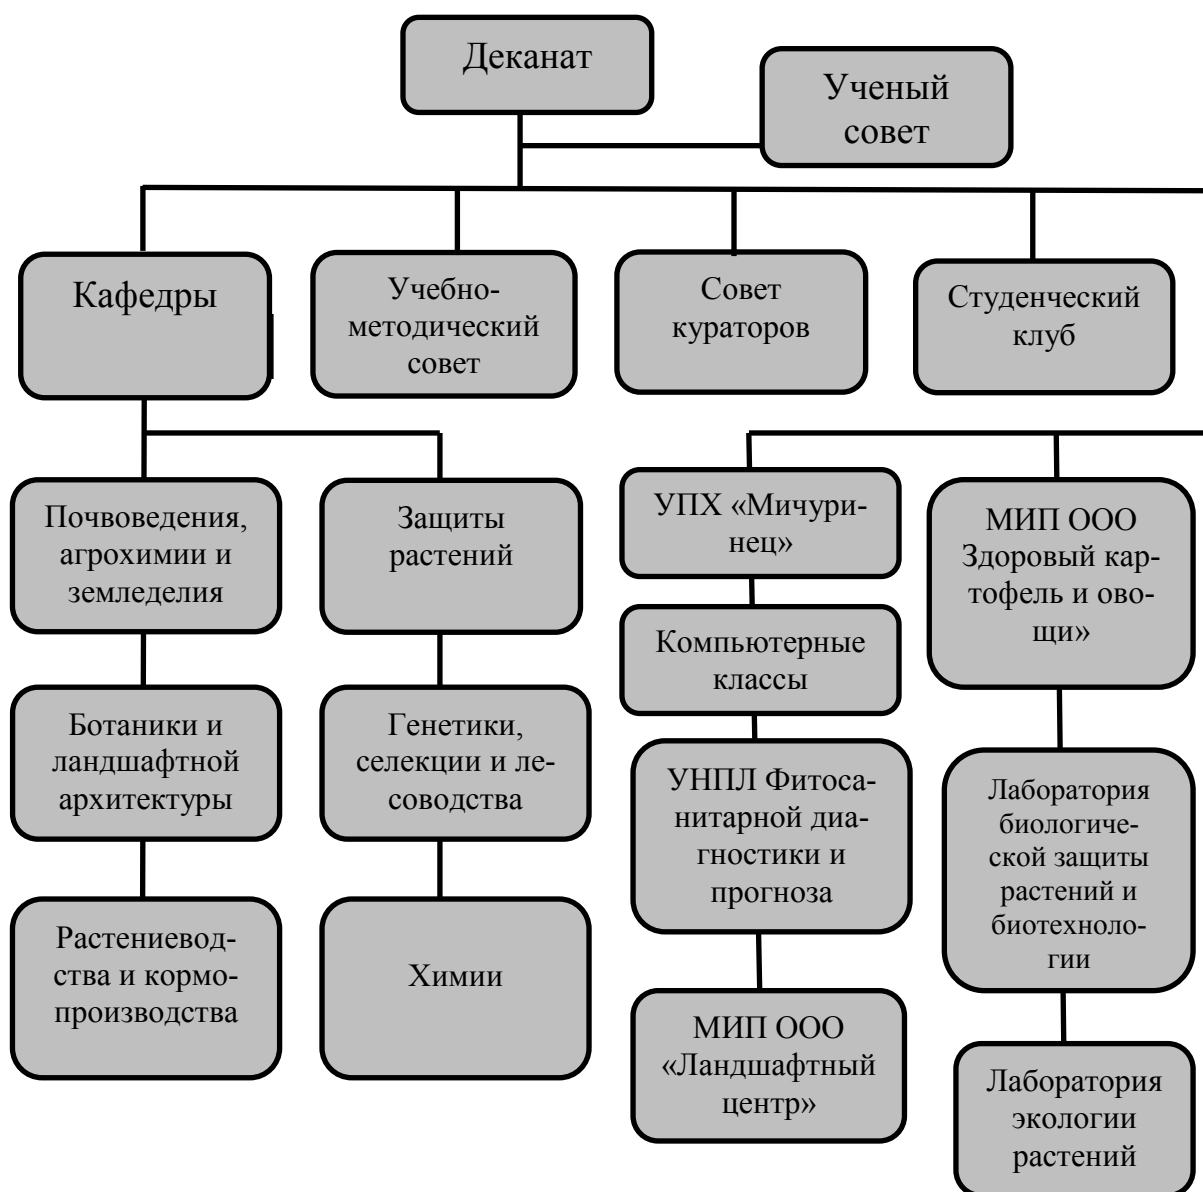 Деканат
Ученый
совет
Кафедры
Учебно-
методический
совет
Совет
кураторов
Студенческий
клуб
Почвоведения,
агрохимии и
земледелия
Защиты
растений
УПХ «Мичури-
нец»
МИП ООО
Здоровый кар-
тофель и ово-
щи»
Компьютерные
классы
Ботаники и
ландшафтной
архитектуры
Генетики,
селекции и ле-
соводства
УНПЛ Фитоса-
нитарной диа-
гностики и
прогноза
Лаборатория
биологиче-
ской защиты
растений и
биотехноло-
гии
Растениевод-
ства и кормо-
производства
Химии
МИП ООО
«Ландшафтный
центр»
Лаборатория
экологии
растений